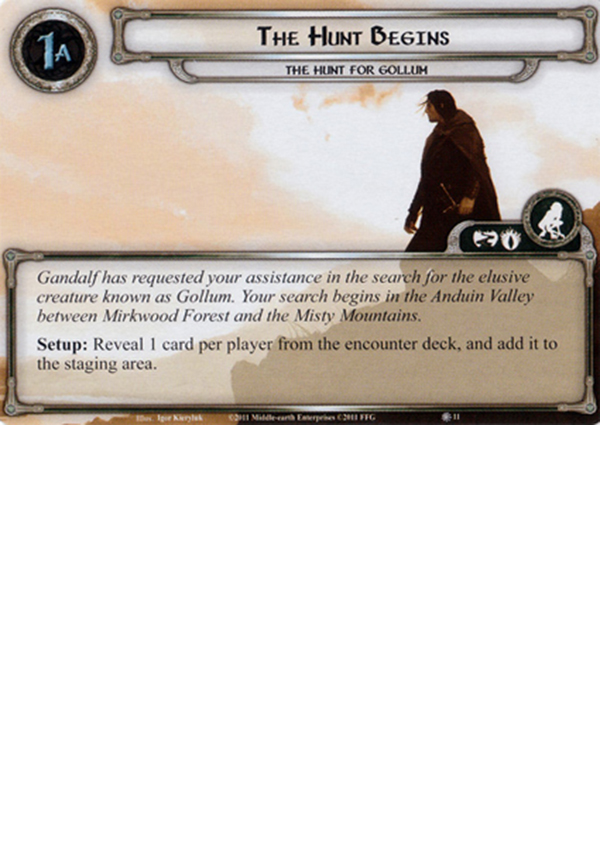 1A
THE HUNT BEGINS
THE HUNT FOR GOLLUM
Gandalf has requested your assistance in the search for the elusive
creature known as Gollum. Your search begins in the Anduin Valley
between Mirkwood Forest and the Misty Mountains.
Setup: Reveal 1 card per player from the encounter deck, and add it to
the staging area.
Illus. Igor Kieryluk ©2011 Middle-earth Enterprises ©2011 FFG 11